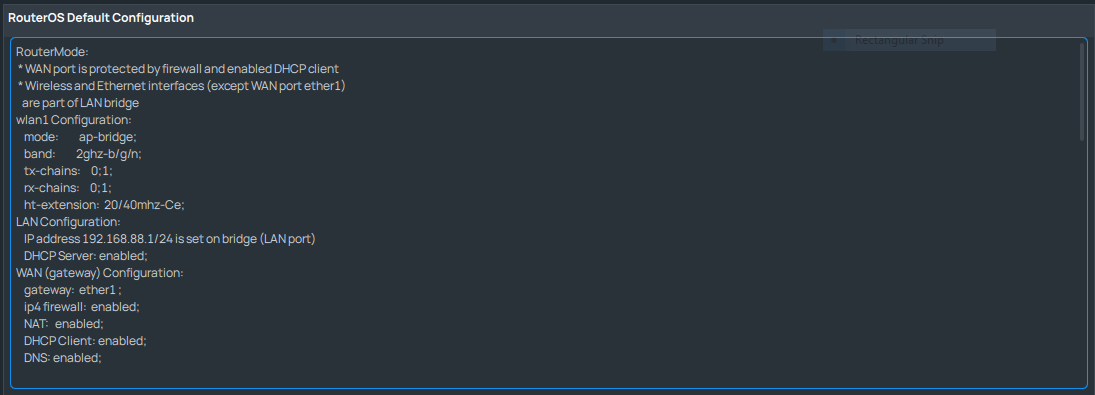 RouterOS Default Configuration
Rectangular Snip
RouterMode:
* WAN port is protected by firewall and enabled DHCP client
* Wireless and Ethernet interfaces (except WAN port ether1)
are part of LAN bridge
wlan1 Configuration:
mode: ap-bridge;
band: 2ghz-b/g/n;
tx-chains: 0;1;
rx-chains: 0;1;
ht-extension: 20/40mhz-Ce;
LAN Configuration:
IP address 192.168.88.1/24 is set on bridge (LAN port)
DHCP Server: enabled;
WAN (gateway) Configuration:
gateway: ether1 ;
ip4 firewall: enabled;
NAT: enabled;
DHCP Client: enabled;
DNS: enabled;